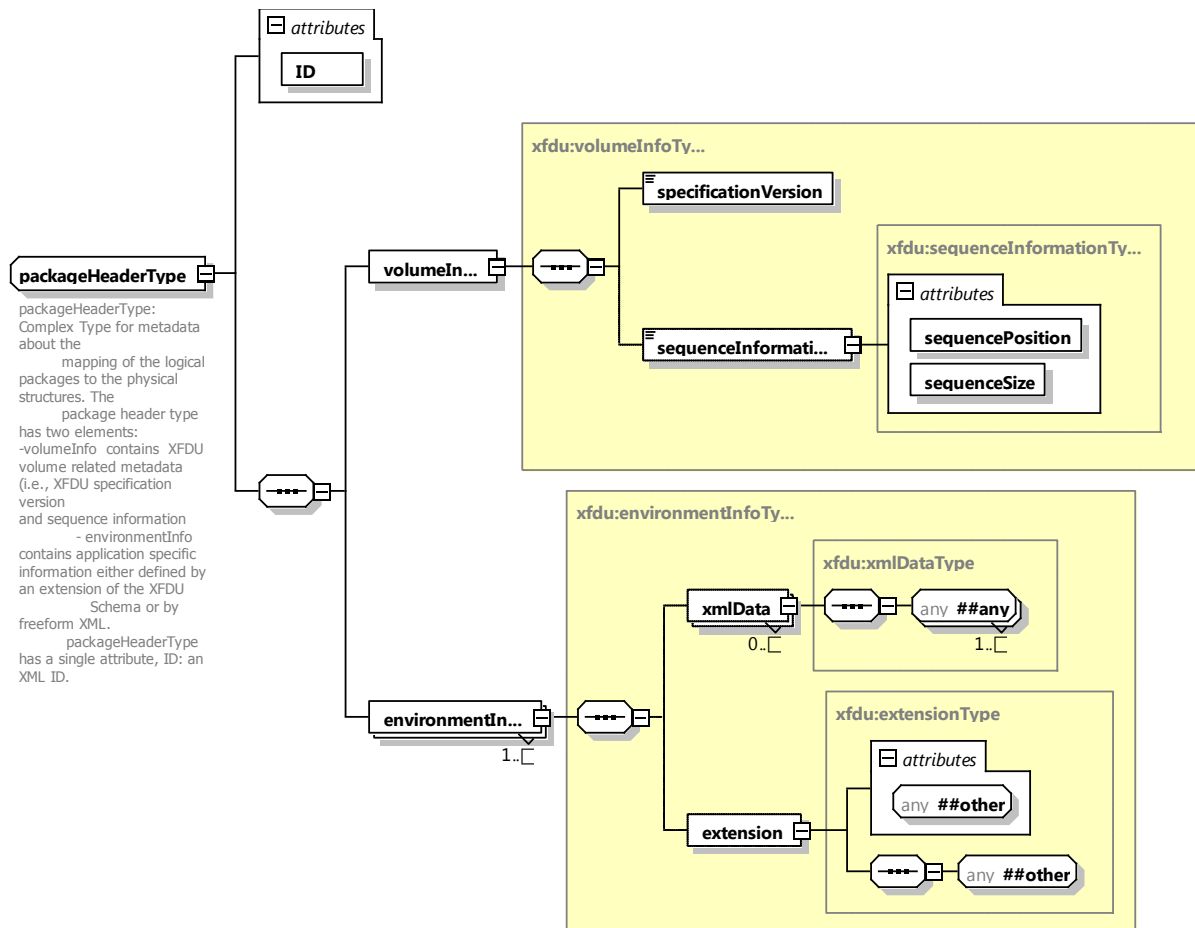 attributes
ID
xfdu:volumeInfoTy...
specificationVersion
xfdu:sequenceInformationTy...
packageHeaderType
volumeIn...
attributes
sequencePosition
sequenceInformati...
sequenceSize
packageHeaderType:
Complex Type for metadata
about the
mapping of the logical
packages to the physical
structures. The
package header type
has two elements:
-volumeInfo contains XFDU
volume related metadata
(i.e., XFDU specification
version
and sequence information
- environmentInfo
contains application specific
information either defined by
an extension of the XFDU
Schema or by
freeform XML.
packageHeaderType
has a single attribute, ID: an
XML ID.
xfdu:environmentInfoTy...
xfdu:xmlDataType
xmlData
any ##any
0..
1..
xfdu:extensionType
environmentIn...
1..
attributes
any ##other
extension
any ##other